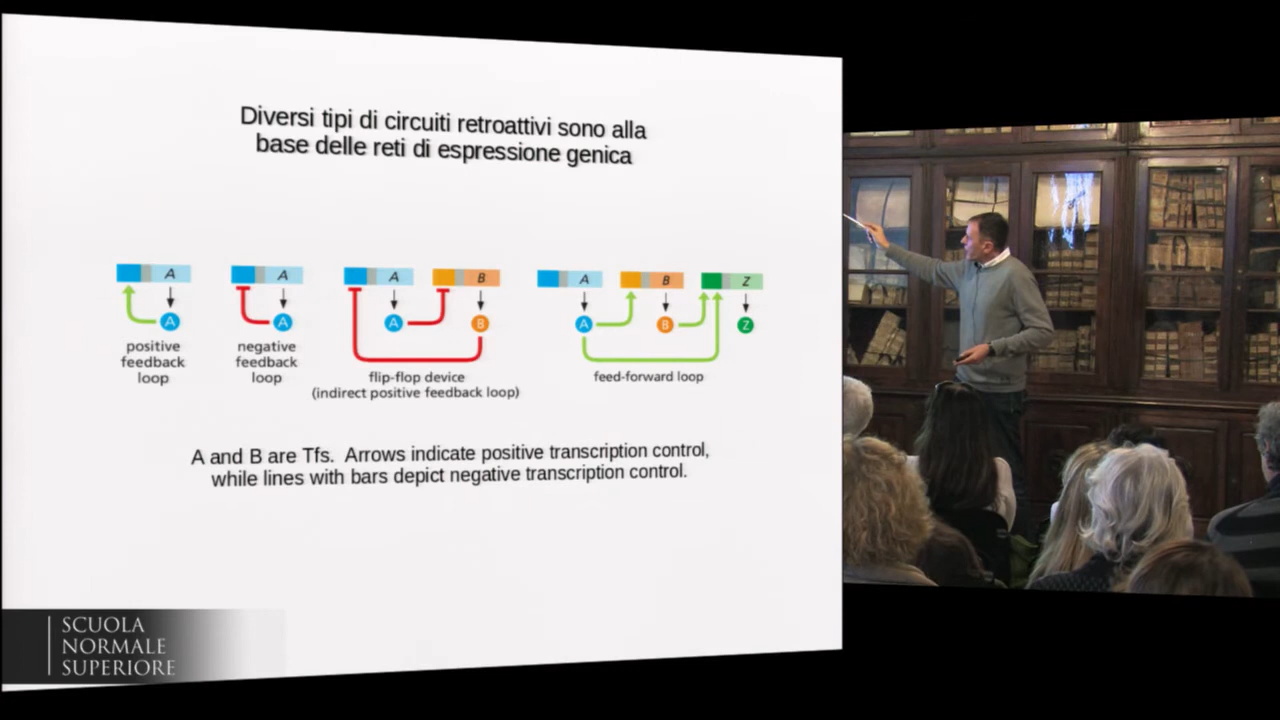 Diversi tipi di circuiti retroattivi sono alla
base delle reti di espressione genica
A
A
A B
A B Z
A
A
A
B
A
B
Z
positive
feedback
loop
negative
feedback
loop
flip-flop device
(indirect positive feedback loop)
feed-forward loop
A and B are Tfs. Arrows indicate positive transcription control,
while lines with bars depict negative transcription control.
SCUOLA
NORMALE
SUPERIORE